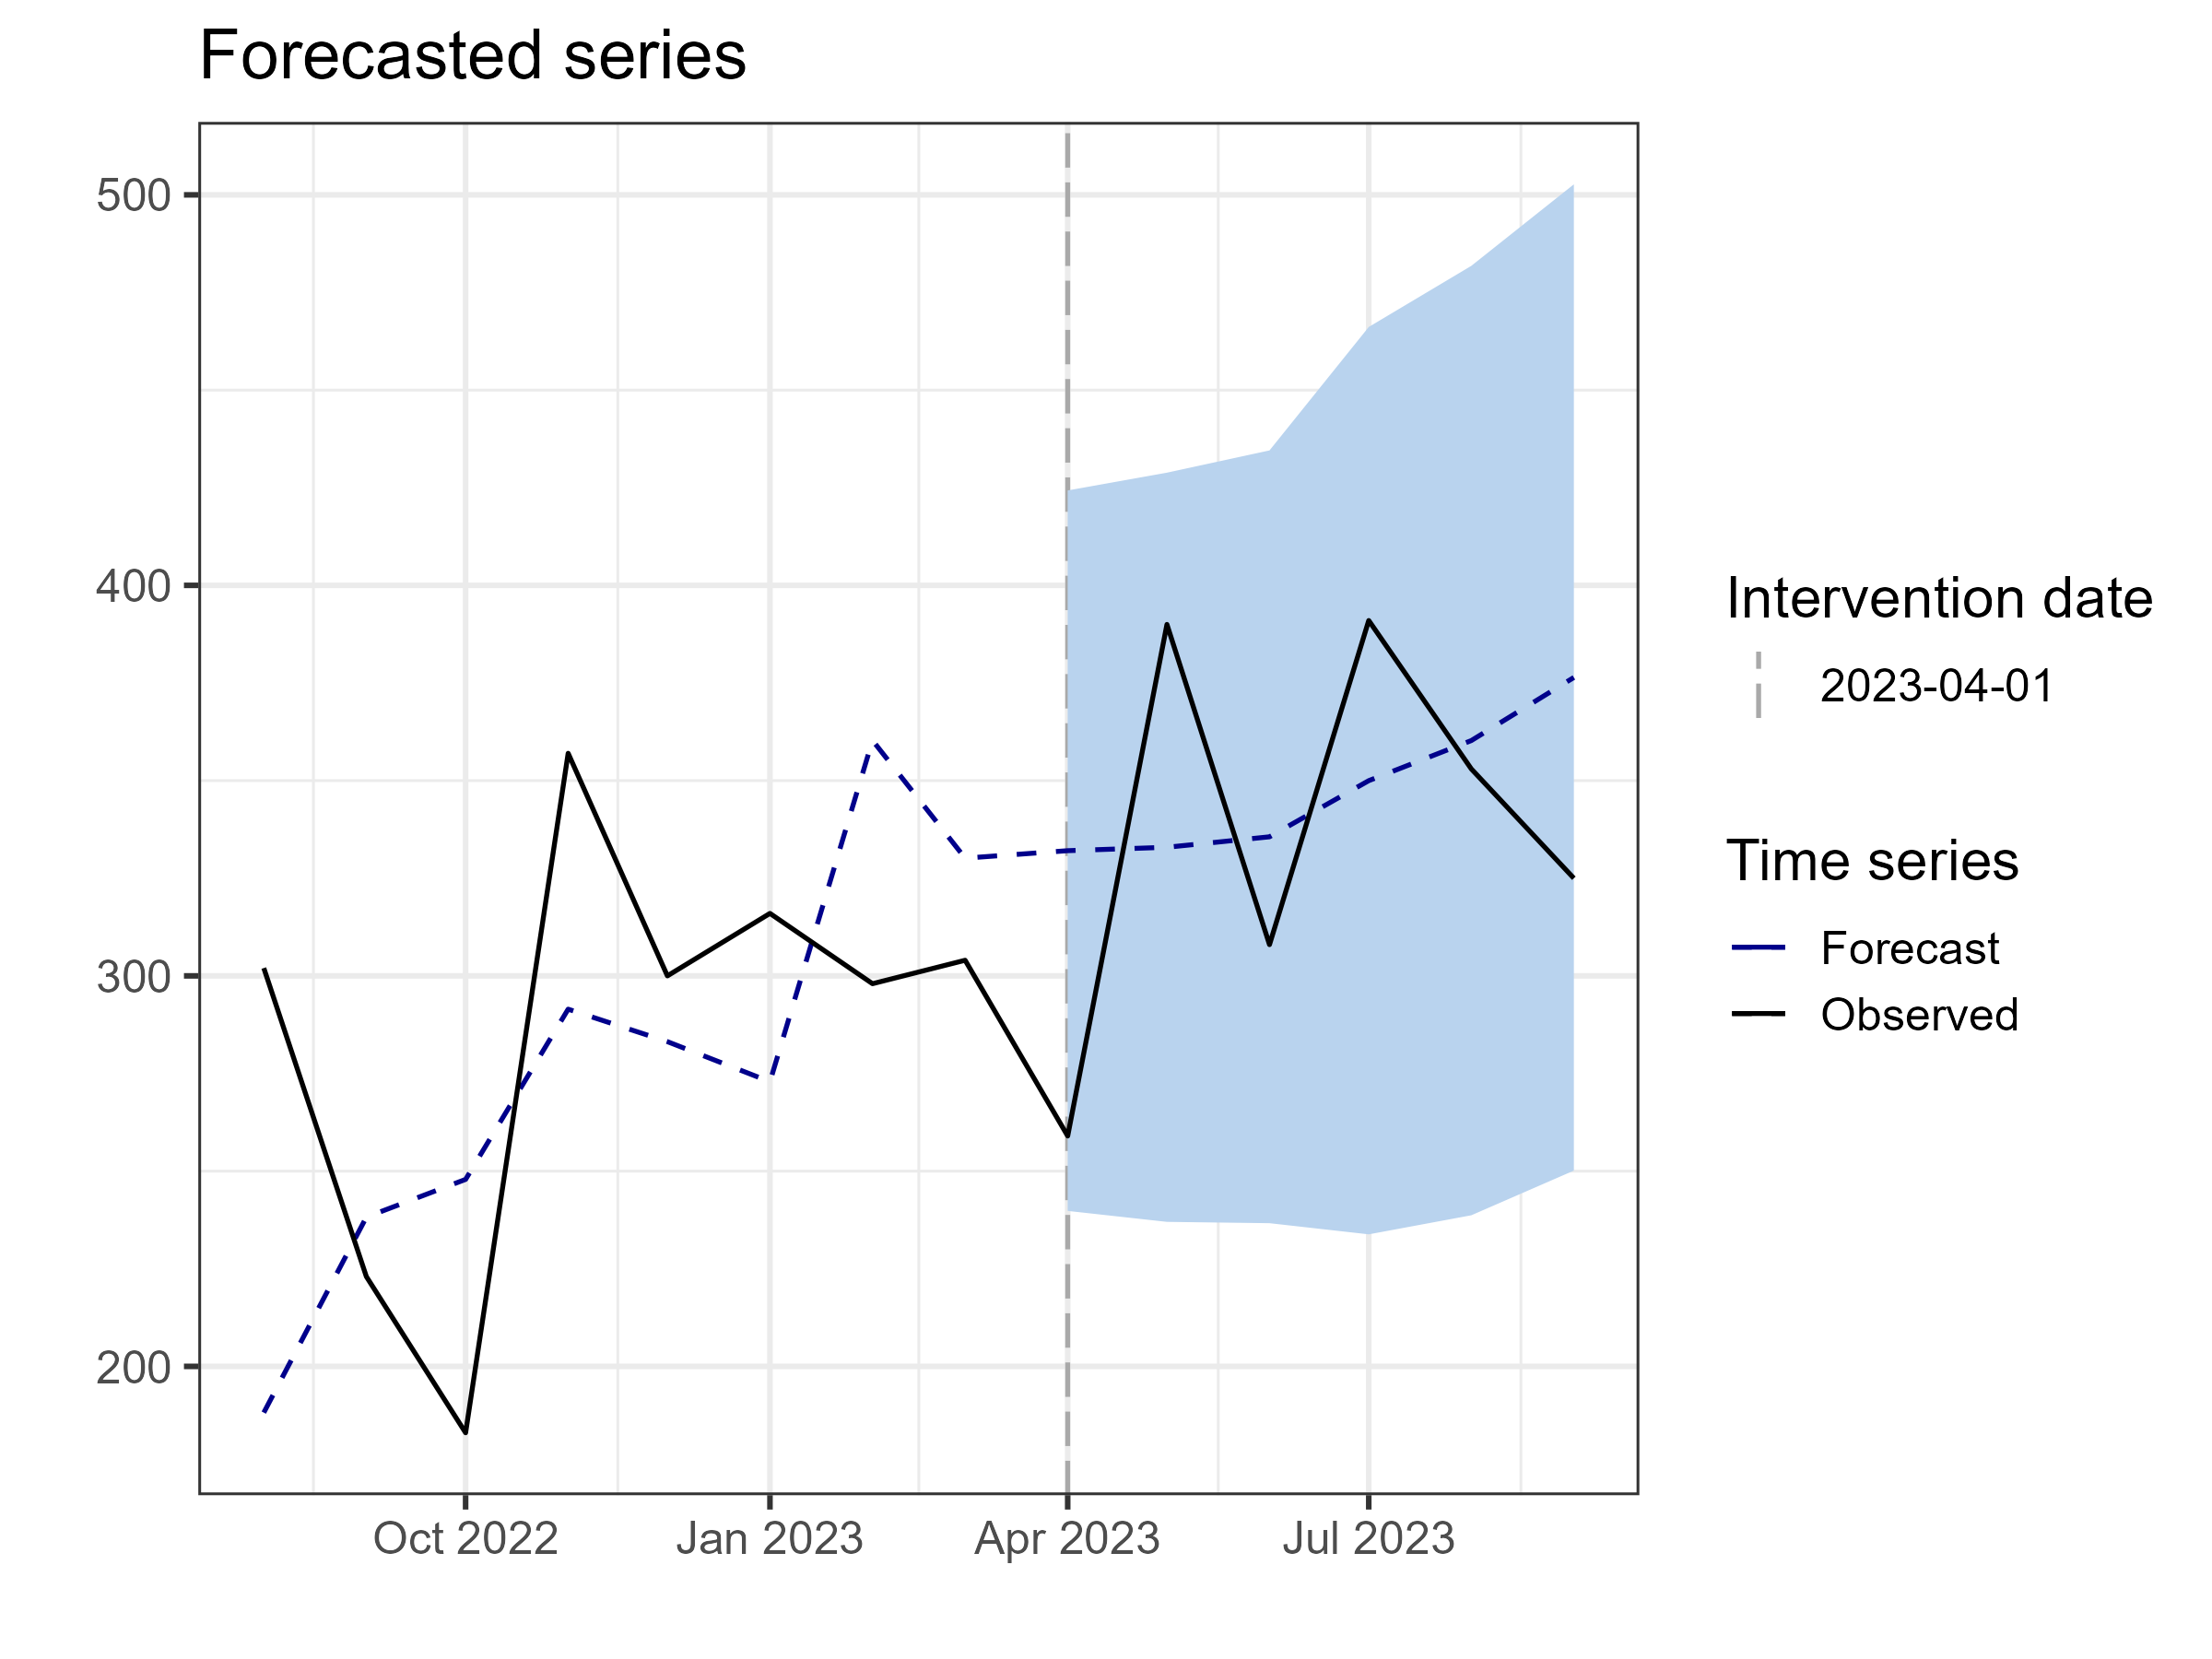 Forecasted series
500
400
300
200
Oct 2022
Jan 2023
Apr 2023
Jul 2023
Intervention date
2023-04-01
Time series
Forecast
Observed